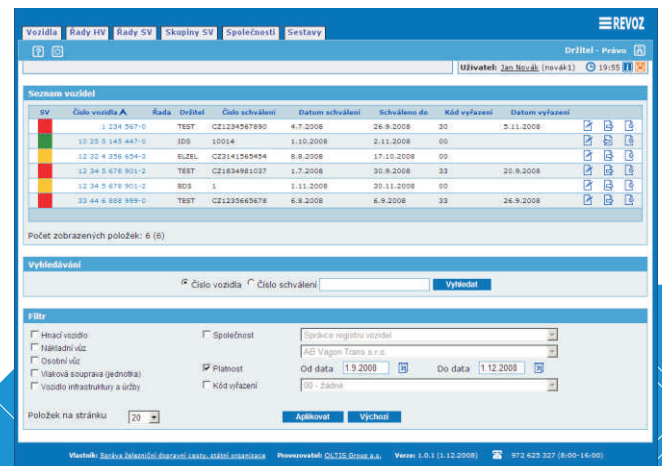 REVOZ
Vozidla Řady HV Řady SV Skupiny SV Společnosti Sestavy
Držitel - Právo
Uživatel: Jan Novák (novák1) 19:55
Seznam vozidel
SV Číslo vozidla Řada Držitel Číslo schválení Datum schválení Schváleno do Kód vyřazení Datum vyřazení
1 234 567-0 TEST CZ1234567890 4.7.2008 26.9.2008 30 5.11.2008
10 25 5 145 447-0 IDS 10014 1.10.2008 2.11.2008 00
12 32 4 356 654-3 ELZEL CZ3141565454 8.8.2008 17.10.2008 00
12 34 5 678 901-2 TEST CZ1834981037 1.7.2008 30.9.2008 33 20.9.2008
12 34 5 678 901-2 BDS 1 1.11.2008 30.11.2008 00
33 44 6 888 999-0 TEST CZ1235665678 6.8.2008 6.9.2008 33 26.9.2008
Počet zobrazených položek: 6 (6)
Vyhledávání
Číslo vozidla Číslo schválení Vyhledat
Filtr
Hnací vozidlo Společnost Správce registru vozidel
Nákladní vůz AB Vagon Trans s.r.o.
Osobní vůz
Vlaková souprava (jednotka) Platnost Od data 1.9.2008 Do data 1.12.2008
Vozidlo infrastruktury a údržby Kód vyřazení 00 - žádné
Položek na stránku 20 Aplikovat Výchozí
Vlastník: Správa železniční dopravní cesty, státní organizace Provozovatel: OLTIS Group a.s. Verze: 1.0.1 (1.12.2008) 972 625 327 (8:00-16:00)